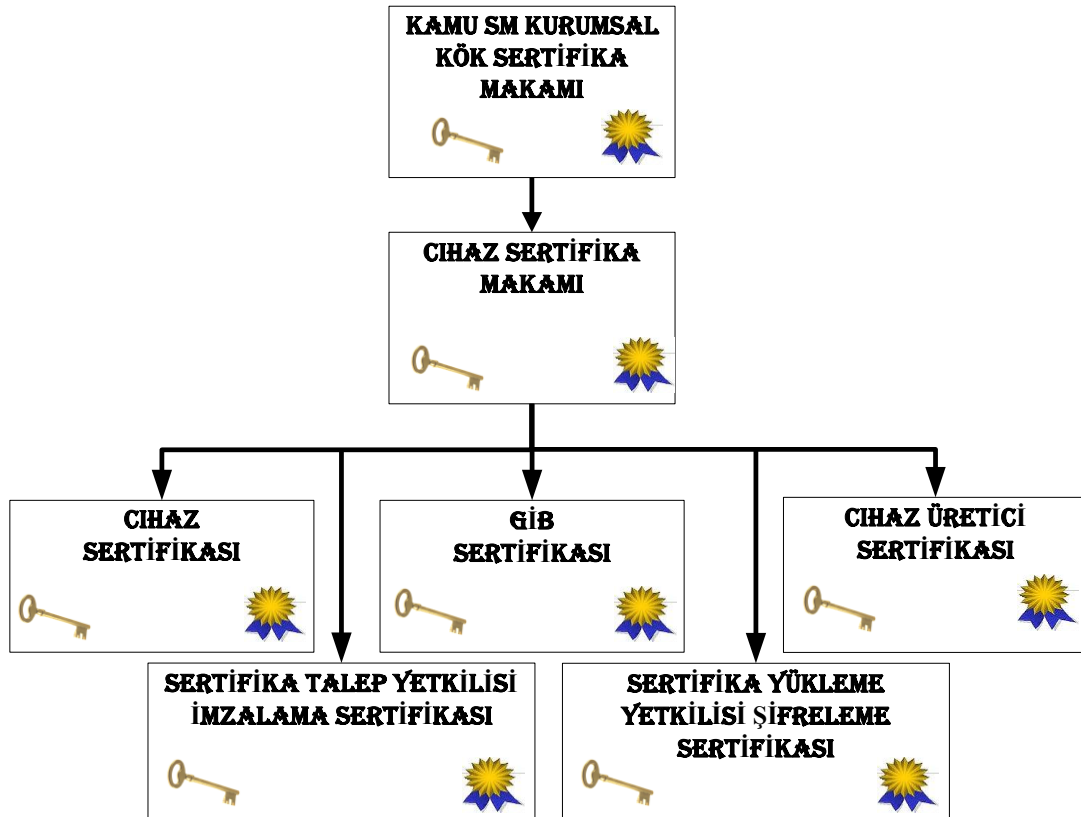 KAMU SM KURUMSAL
KÖK SERTİFİKA
MAKAMI
CIHAZ SERTİFİKA
MAKAMI
CIHAZ
SERTİFİKASI
GİB
SERTİFİKASI
CIHAZ ÜRETİCİ
SERTİFİKASI
SERTİFİKA TALEP YETKİLİSİ
İMZALAMA SERTİFİKASI
SERTİFİKA YÜKLEME
YETKİLİSİ ŞİFRELEME
SERTİFİKASI